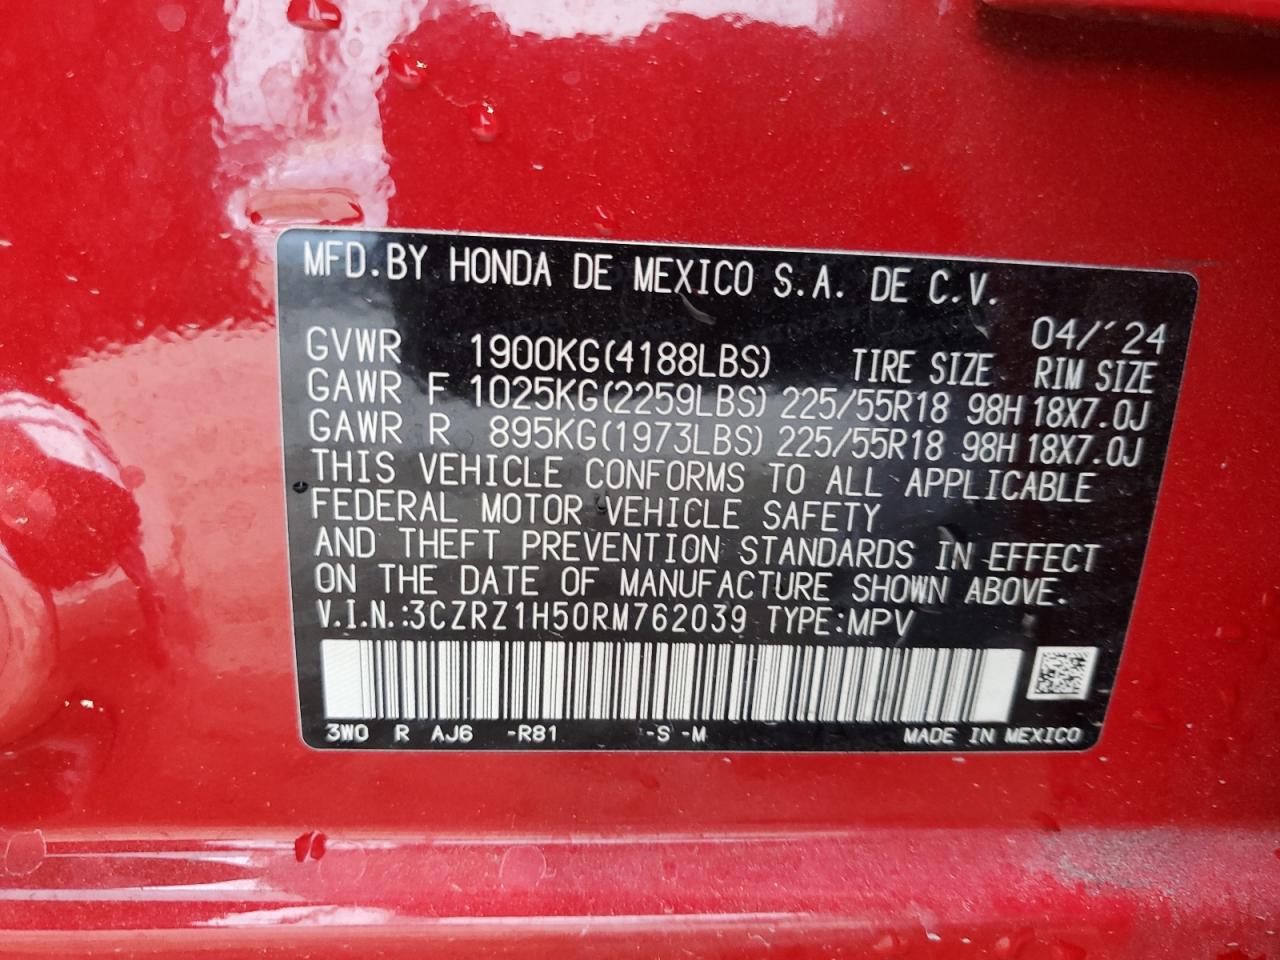 MFD.BY HONDA DE MEXICO S.A. DE C.V.
04/´24
GVWR 1900KG(4188LBS) TIRE SIZE RIM SIZE
GAWR F 1025KG(2259LBS) 225/55R18 98H 18X7.0J
GAWR R 895KG(1973LBS) 225/55R18 98H 18X7.0J
THIS VEHICLE CONFORMS TO ALL APPLICABLE
FEDERAL MOTOR VEHICLE SAFETY
AND THEFT PREVENTION STANDARDS IN EFFECT
ON THE DATE OF MANUFACTURE SHOWN ABOVE.
V.I.N.:3CZRZ1H50RM762039 TYPE:MPV
3WO R AJ6 -R81 -S -M MADE IN MEXICO